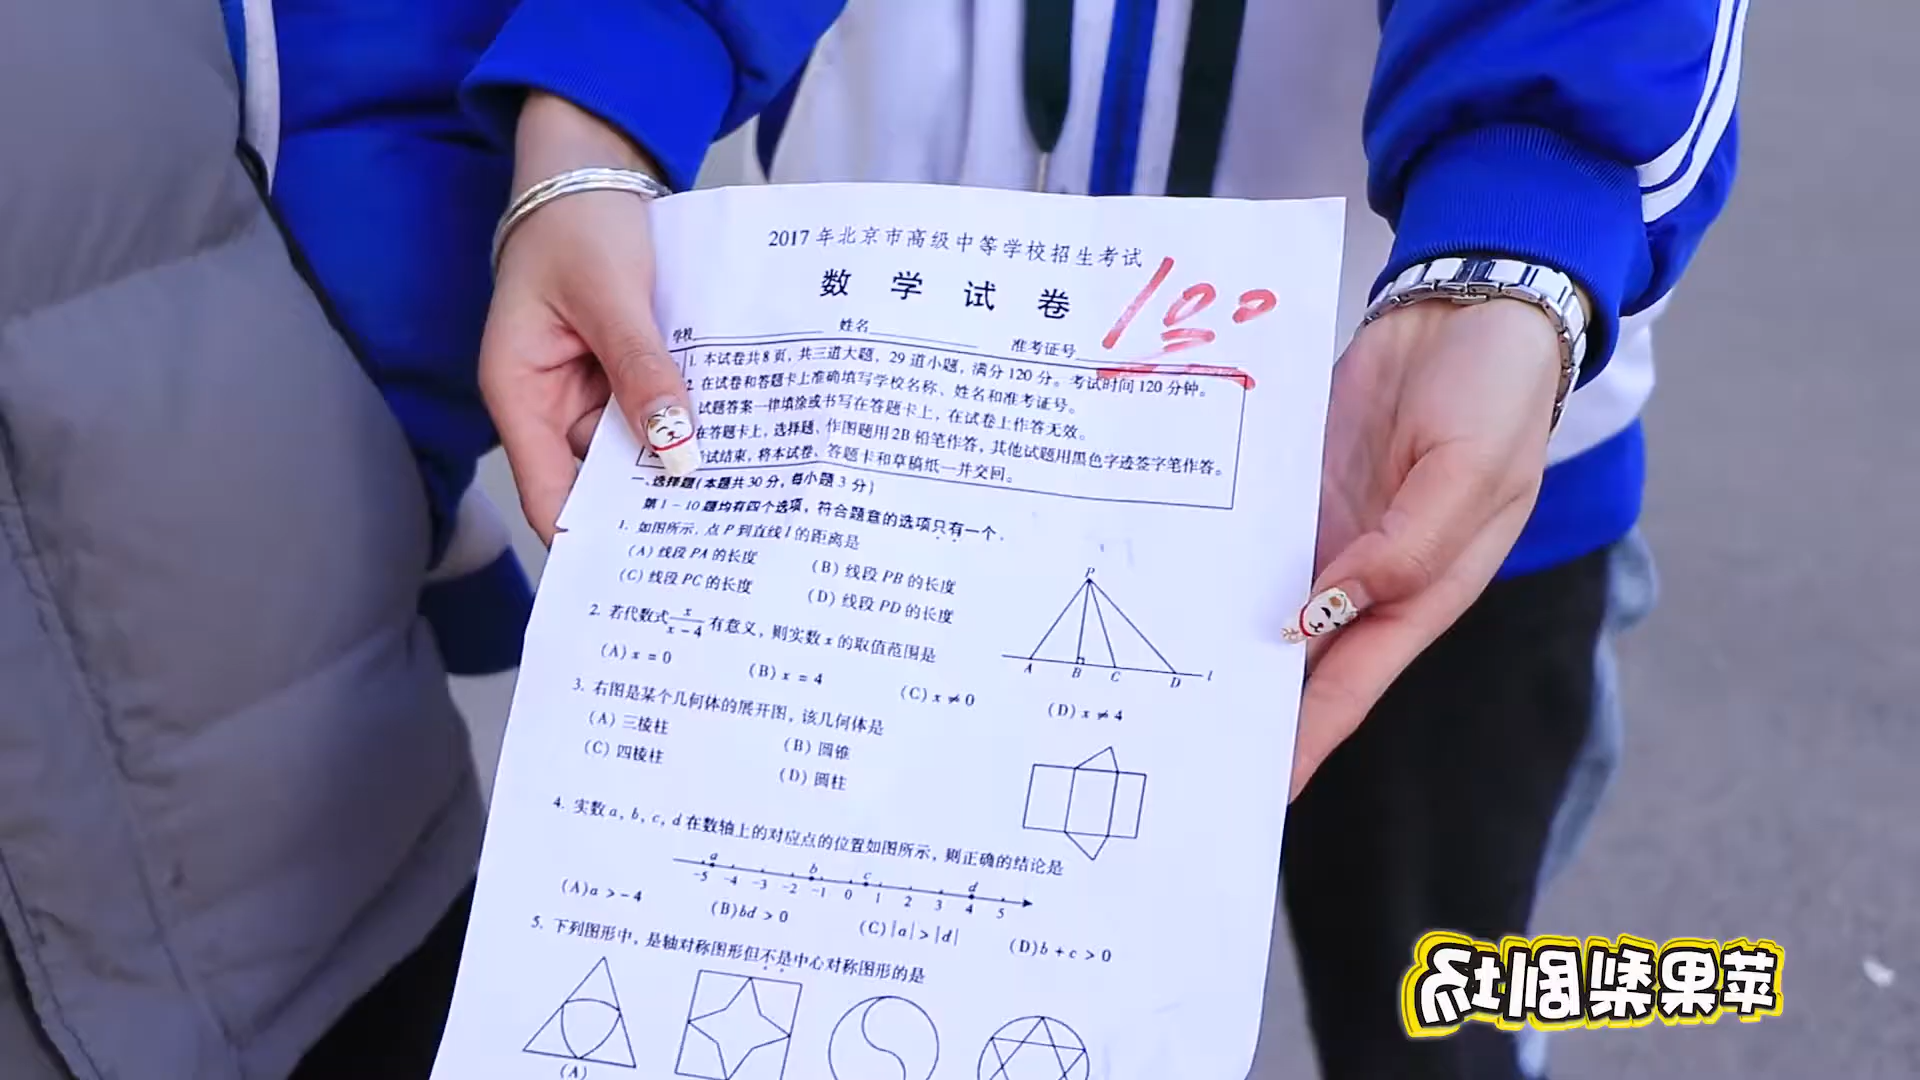 2017年北京市高级中等学校招生考试
数学试卷
100
学校 姓名 准考证号
1. 本试卷共8页，共三道大题，29道小题，满分120分。考试时间120分钟。
2. 在试卷和答题卡上准确填写学校名称、姓名和准考证号。
试题答案一律填涂或书写在答题卡上，在试卷上作答无效。
在答题卡上，选择题、作图题用2B铅笔作答，其他试题用黑色字迹签字笔作答。
考试结束，将本试卷、答题卡和草稿纸一并交回。
一、选择题(本题共30分，每小题3分)
第1-10题均有四个选项，符合题意的选项只有一个.
1. 如图所示，点P到直线l的距离是
(A) 线段PA的长度 (B) 线段PB的长度
(C) 线段PC的长度 (D) 线段PD的长度
P
A B C D l
2. 若代数式x/(x-4)有意义，则实数x的取值范围是
(A) x = 0 (B) x = 4 (C) x ≠ 0 (D) x ≠ 4
3. 右图是某个几何体的展开图，该几何体是
(A) 三棱柱 (B) 圆锥
(C) 四棱柱 (D) 圆柱
4. 实数a，b，c，d在数轴上的对应点的位置如图所示，则正确的结论是
a b c d
-5 -4 -3 -2 -1 0 1 2 3 4 5
(A) a > -4 (B) bd > 0 (C) |a| > |d| (D) b + c > 0
5. 下列图形中，是轴对称图形但不是中心对称图形的是
(A)
苹果梨剧场